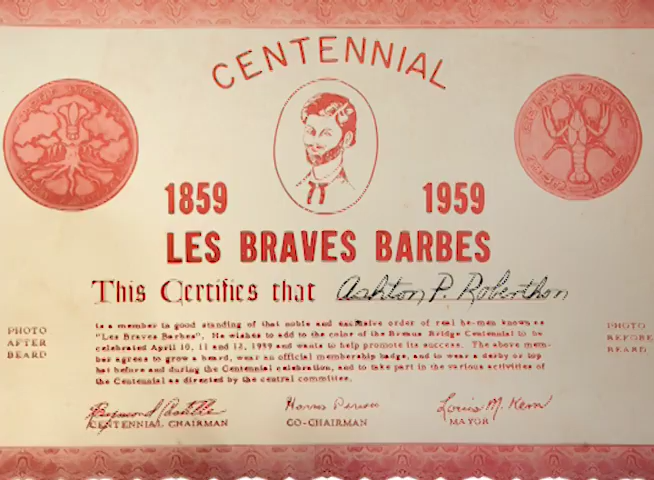 CENTENNIAL
1859 1959
LES BRAVES BARBES
This Certifies that Ashton P. Roberthon
is a member in good standing of that noble and exclusive order of real he-men known as
"Les Braves Barbes". He wishes to add to the color of the Breaux Bridge Centennial to be
celebrated April 10, 11 and 12, 1959 and wants to help promote its success. The above mem-
ber agrees to grow a beard, wear an official membership badge, and to wear a derby or top
hat before and during the Centennial celebration, and to take part in the various activities of
the Centennial as directed by the central committee.
PHOTO
AFTER
BEARD
PHOTO
BEFORE
BEARD
Raymond
CENTENNIAL CHAIRMAN
Harris
CO-CHAIRMAN
Louis M. Kern
MAYOR